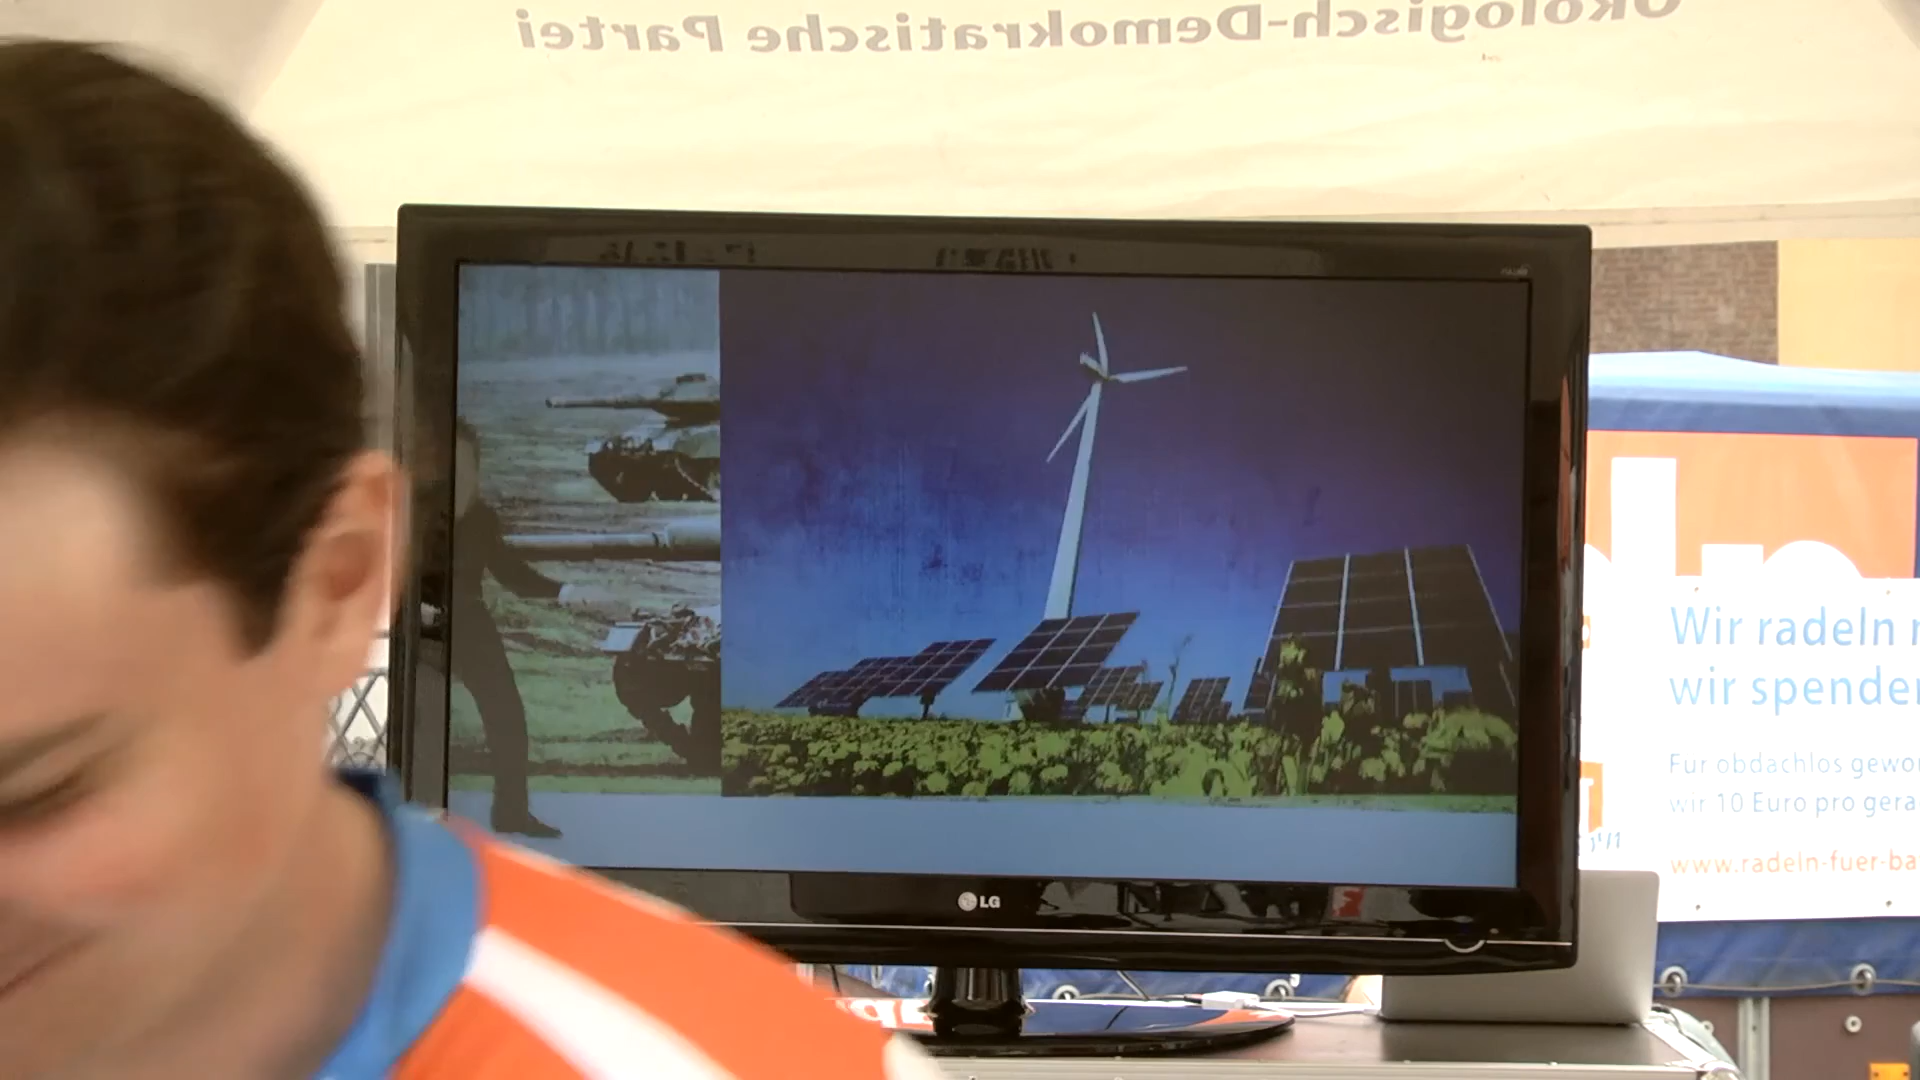 Ökologisch-Demokratische Partei
LG
Wir radeln
wir spende
Für obdachlos gewo
wir 10 Euro pro gera
www.radeln-fuer-ba